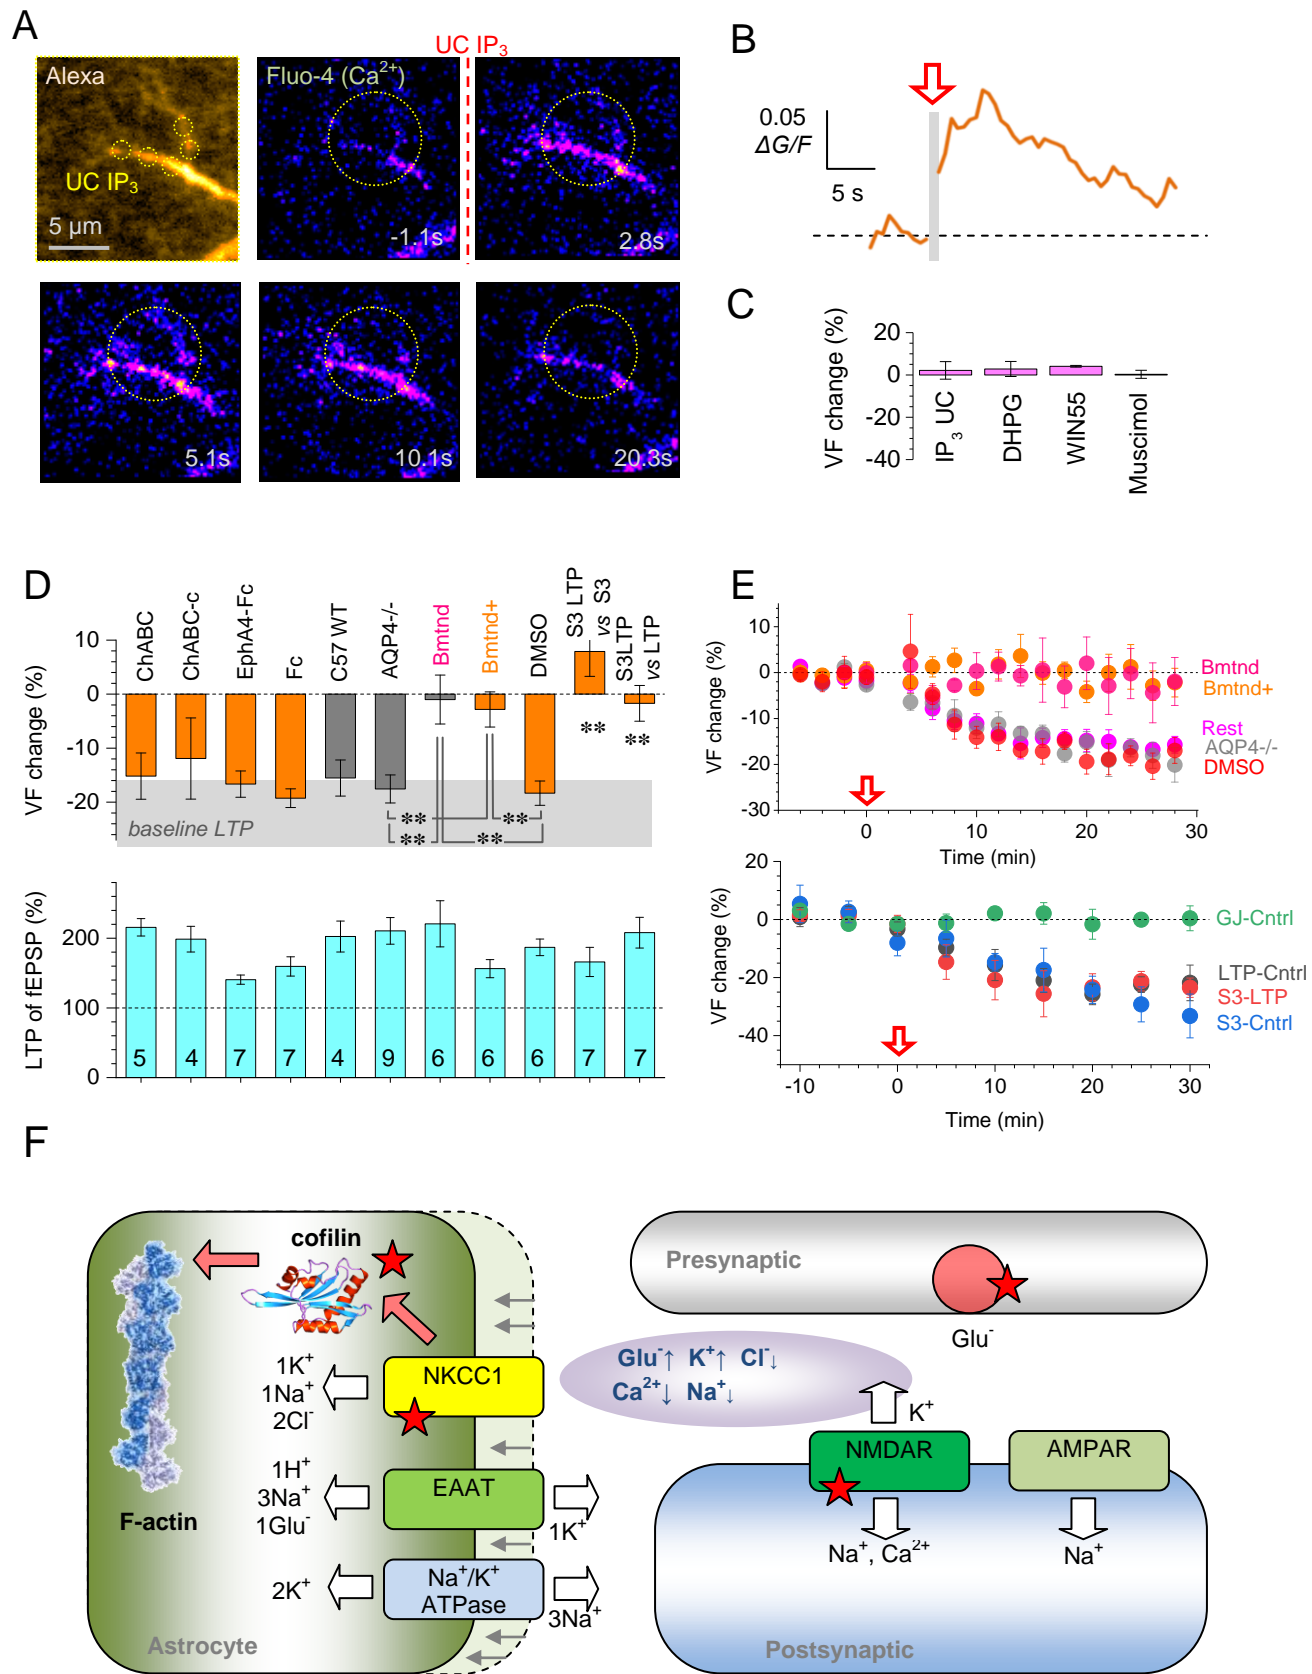 A
UC IP3
Alexa
UC IP3
5 µm
Fluo-4 (Ca2+)
-1.1s
2.8s
5.1s
10.1s
20.3s
B
0.05
ΔG/F
5 s
C
VF change (%)
20
0
-20
-40
IP3 UC
DHPG
WIN55
Muscimol
D
ChABC
ChABC-c
EphA4-Fc
Fc
C57 WT
AQP4-/-
Bmtnd
Bmtnd+
DMSO
S3 LTP
vs S3
S3LTP
vs LTP
VF change (%)
10
0
-10
-20
baseline LTP
**
**
**
**
**
**
LTP of fEPSP (%)
200
100
0
5
4
7
7
4
9
6
6
6
7
7
E
VF change (%)
10
0
-10
-20
-30
0
10
20
30
Time (min)
Bmtnd
Bmtnd+
Rest
AQP4-/-
DMSO
VF change (%)
20
0
-20
-40
-10
0
10
20
30
Time (min)
GJ-Cntrl
LTP-Cntrl
S3-LTP
S3-Cntrl
F
cofilin
F-actin
1K+
1Na+
2Cl-
NKCC1
1H+
3Na+
1Glu-
EAAT
1K+
2K+
Na+/K+
ATPase
3Na+
Astrocyte
Presynaptic
Glu-
Glu-↑ K+↑ Cl-↓
Ca2+↓ Na+↓
K+
NMDAR
AMPAR
Na+, Ca2+
Na+
Postsynaptic